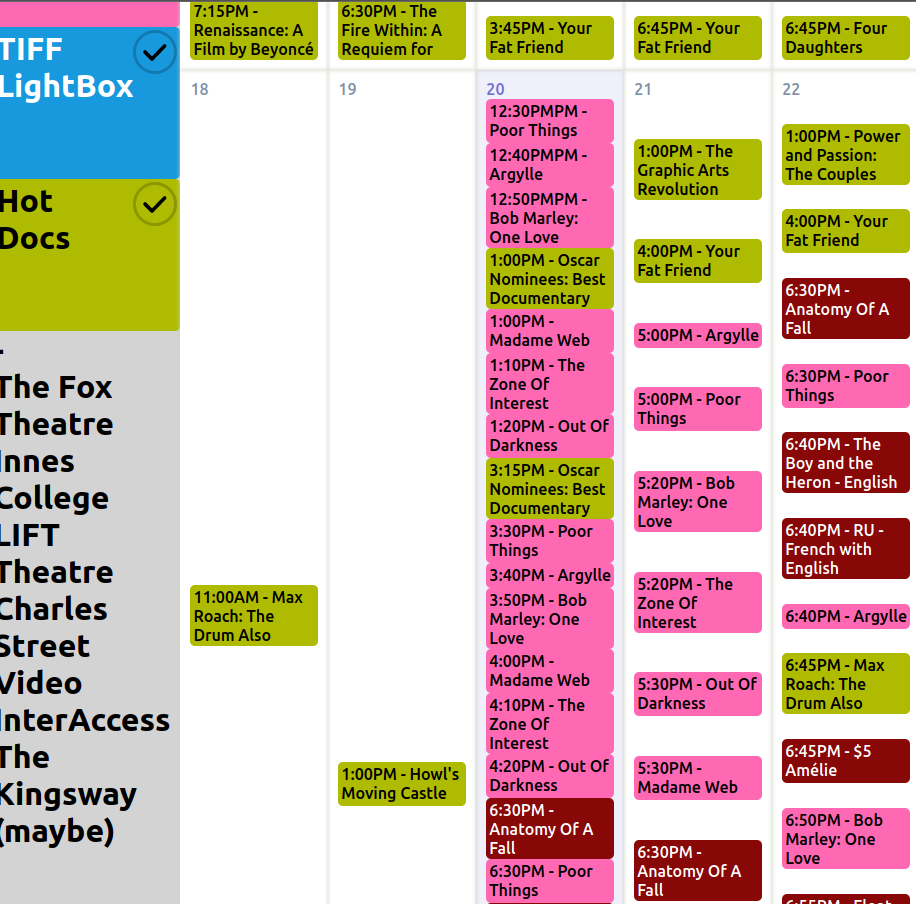 TIFF
LightBox
Hot
Docs
-
The Fox
Theatre
Innes
College
LIFT
Theatre
Charles
Street
Video
InterAccess
The
Kingsway
(maybe)
7:15PM -
Renaissance: A
Film by Beyoncé
18
11:00AM - Max
Roach: The
Drum Also
6:30PM - The
Fire Within: A
Requiem for
19
1:00PM - Howl's
Moving Castle
3:45PM - Your
Fat Friend
20
12:30PMPM -
Poor Things
12:40PMPM -
Argylle
12:50PMPM -
Bob Marley:
One Love
1:00PM - Oscar
Nominees: Best
Documentary
1:00PM -
Madame Web
1:10PM - The
Zone Of
Interest
1:20PM - Out Of
Darkness
3:15PM - Oscar
Nominees: Best
Documentary
3:30PM - Poor
Things
3:40PM - Argylle
3:50PM - Bob
Marley: One
Love
4:00PM -
Madame Web
4:10PM - The
Zone Of
Interest
4:20PM - Out Of
Darkness
6:30PM -
Anatomy Of A
Fall
6:30PM - Poor
Things
6:45PM - Your
Fat Friend
21
1:00PM - The
Graphic Arts
Revolution
4:00PM - Your
Fat Friend
5:00PM - Argylle
5:00PM - Poor
Things
5:20PM - Bob
Marley: One
Love
5:20PM - The
Zone Of
Interest
5:30PM - Out Of
Darkness
5:30PM -
Madame Web
6:30PM -
Anatomy Of A
Fall
6:45PM - Four
Daughters
22
1:00PM - Power
and Passion:
The Couples
4:00PM - Your
Fat Friend
6:30PM -
Anatomy Of A
Fall
6:30PM - Poor
Things
6:40PM - The
Boy and the
Heron - English
6:40PM - RU -
French with
English
6:40PM - Argylle
6:45PM - Max
Roach: The
Drum Also
6:45PM - $5
Amélie
6:50PM - Bob
Marley: One
Love